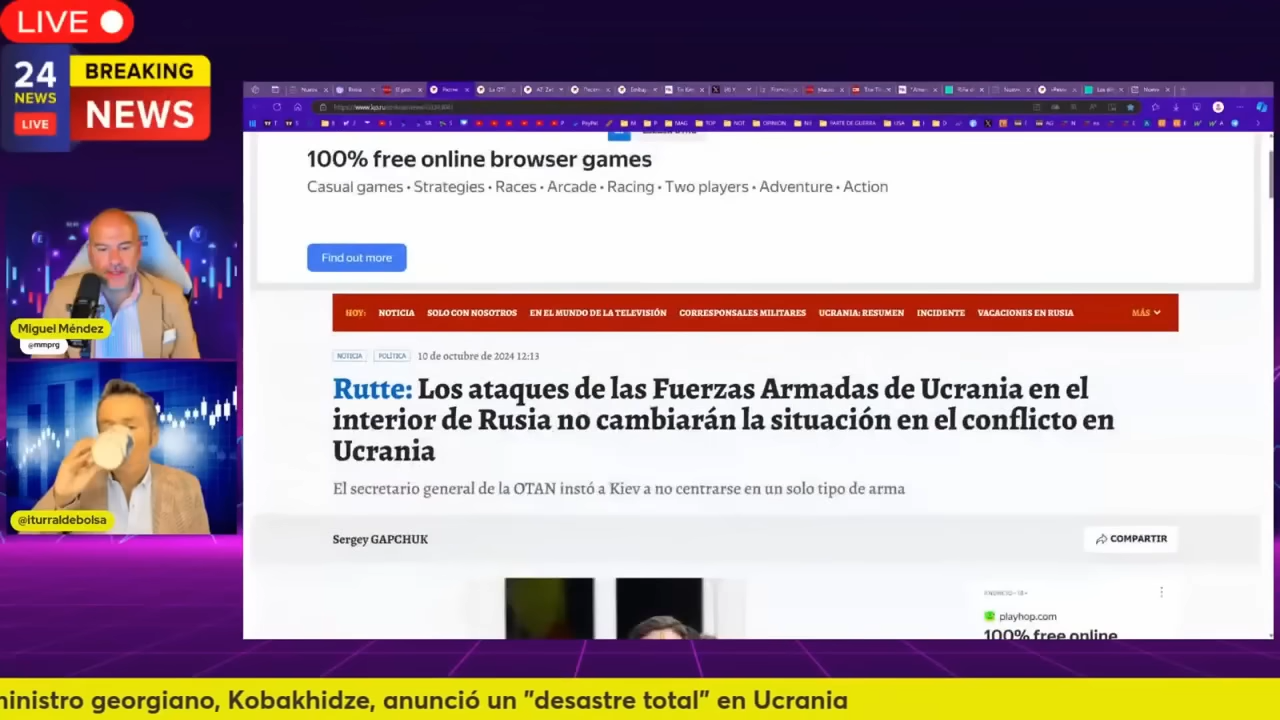 LIVE
24
NEWS
LIVE
BREAKING
NEWS
100% free online browser games
Casual games • Strategies • Races • Arcade • Racing • Two players • Adventure • Action
Find out more
HOY: NOTICIA SOLO CON NOSOTROS EN EL MUNDO DE LA TELEVISIÓN CORRESPONSALES MILITARES UCRANIA: RESUMEN INCIDENTE VACACIONES EN RUSIA MÁS
NOTICIA POLÍTICA 10 de octubre de 2024 12:13
Rutte: Los ataques de las Fuerzas Armadas de Ucrania en el
interior de Rusia no cambiarán la situación en el conflicto en
Ucrania
El secretario general de la OTAN instó a Kiev a no centrarse en un solo tipo de arma
Sergey GAPCHUK
COMPARTIR
playhop.com
100% free online
Miguel Méndez
@mmprg
@iturraldebolsa
ministro georgiano, Kobakhidze, anunció un "desastre total" en Ucrania